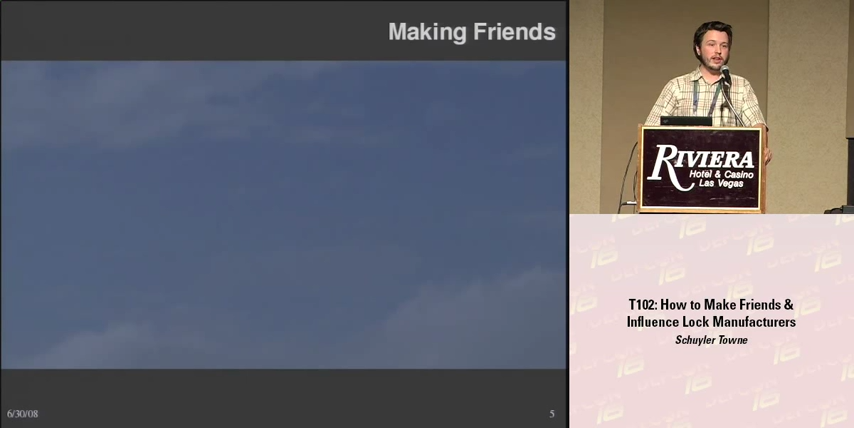 Making Friends
RIVIERA
Hotel & Casino
Las Vegas
T102: How to Make Friends &
Influence Lock Manufacturers
Schuyler Towne
6/30/08
5